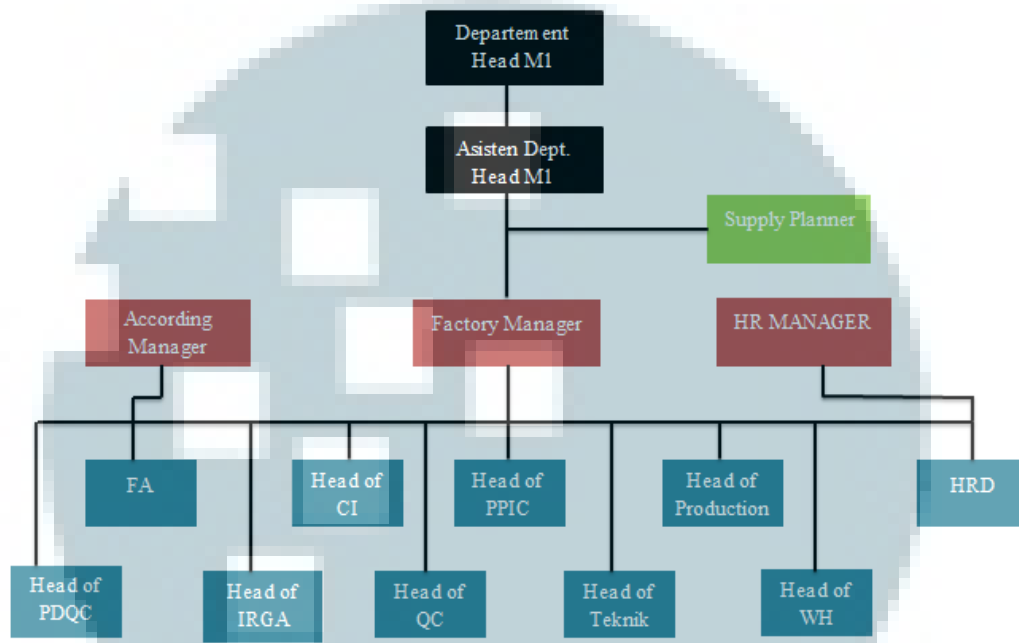 Departement
Head M1
Asisten Dept.
Head M1
Supply Planner
According
Manager
Factory Manager
HR MANAGER
FA
Head of
CI
Head of
PPIC
Head of
Production
HRD
Head of
PDQC
Head of
IRGA
Head of
QC
Head of
Teknik
Head of
WH